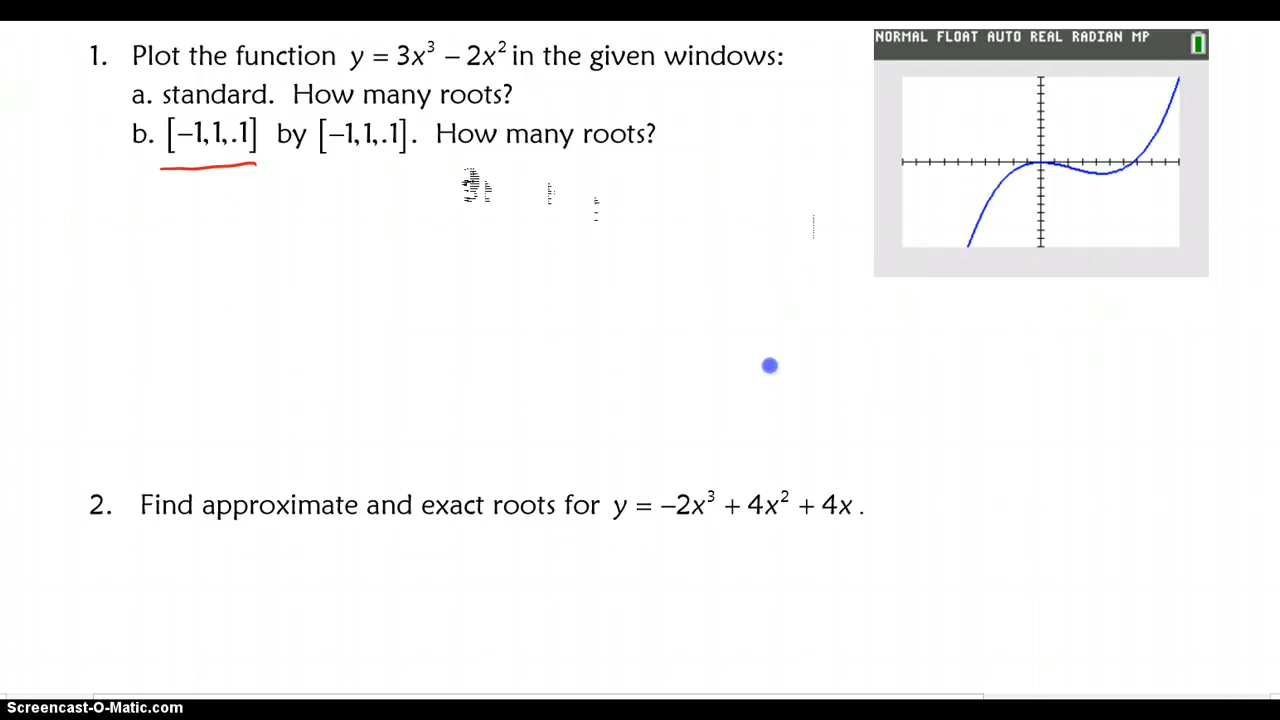 1. Plot the function y = 3x³ − 2x² in the given windows:
a. standard. How many roots?
b. [−1,1,.1] by [−1,1,.1]. How many roots?
NORMAL FLOAT AUTO REAL RADIAN MP
2. Find approximate and exact roots for y = −2x³ + 4x² + 4x .
Screencast-O-Matic.com